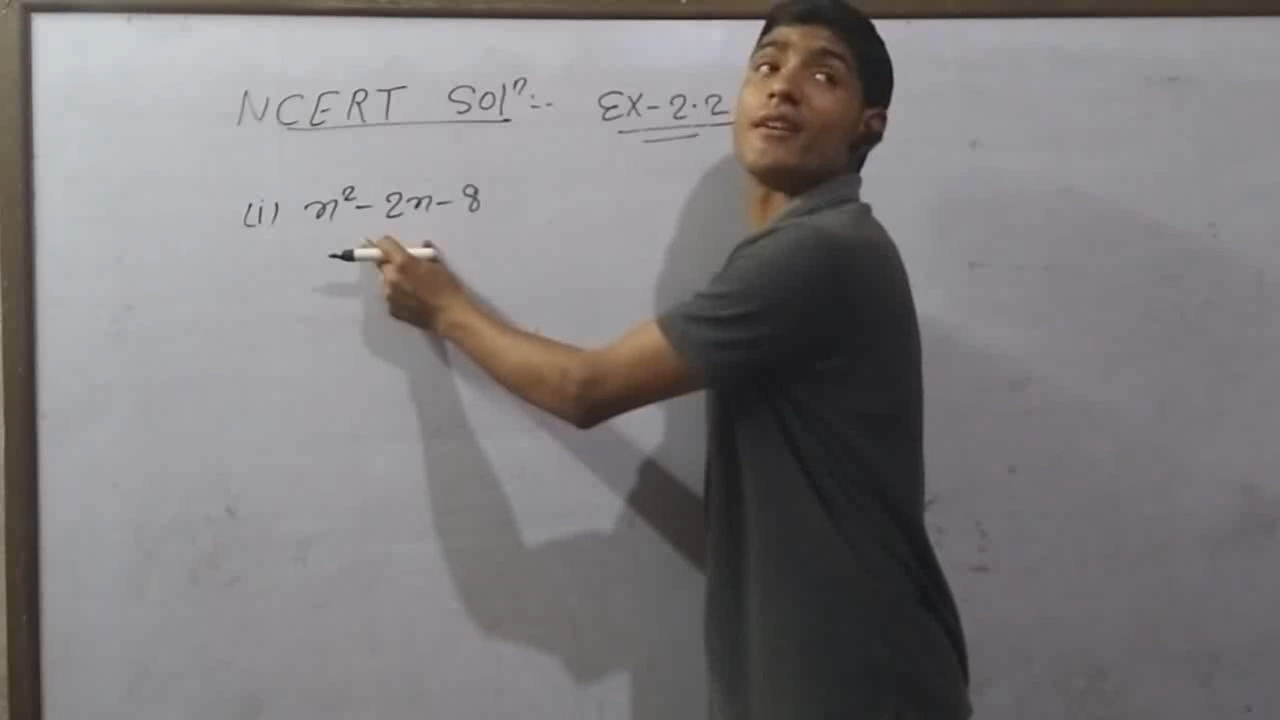 NCERT Solⁿ:- EX-2.2
(i) x²-2x-8